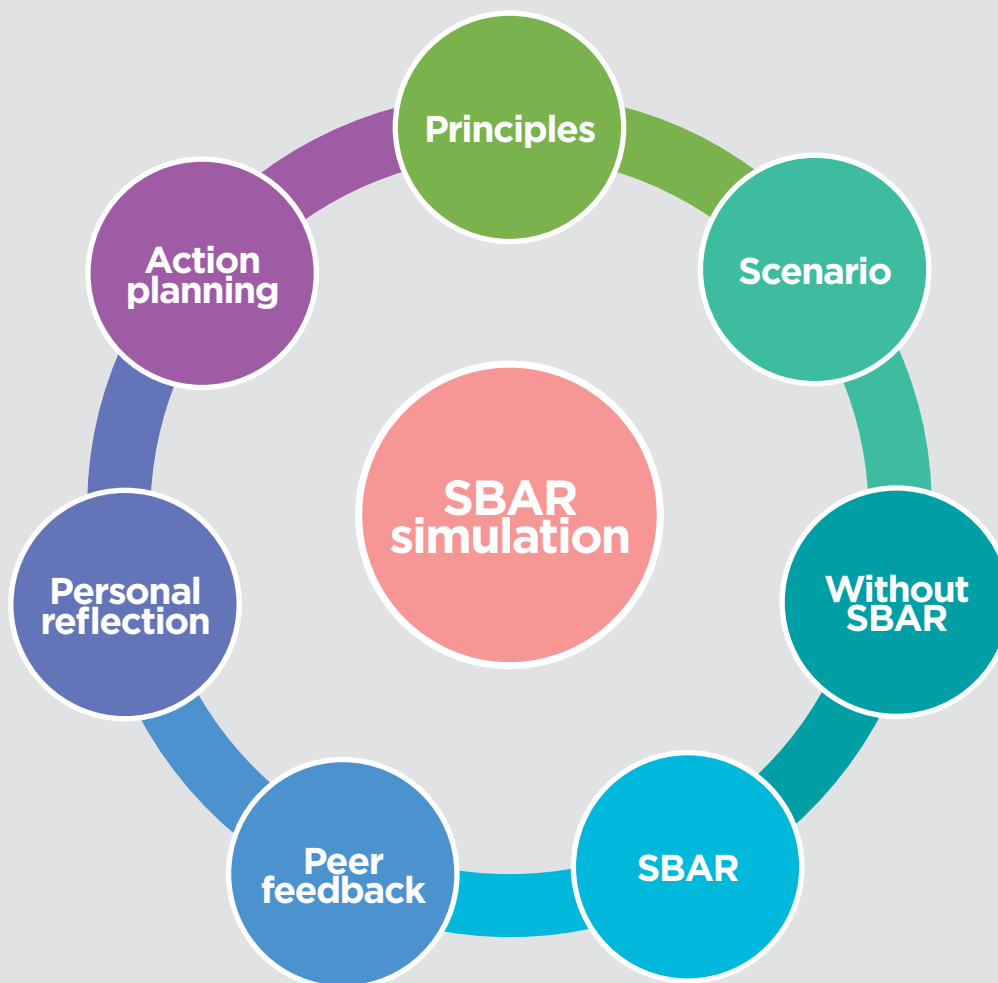 Principles
Scenario
Without
SBAR
SBAR
Peer
feedback
Personal
reflection
Action
planning
SBAR
simulation